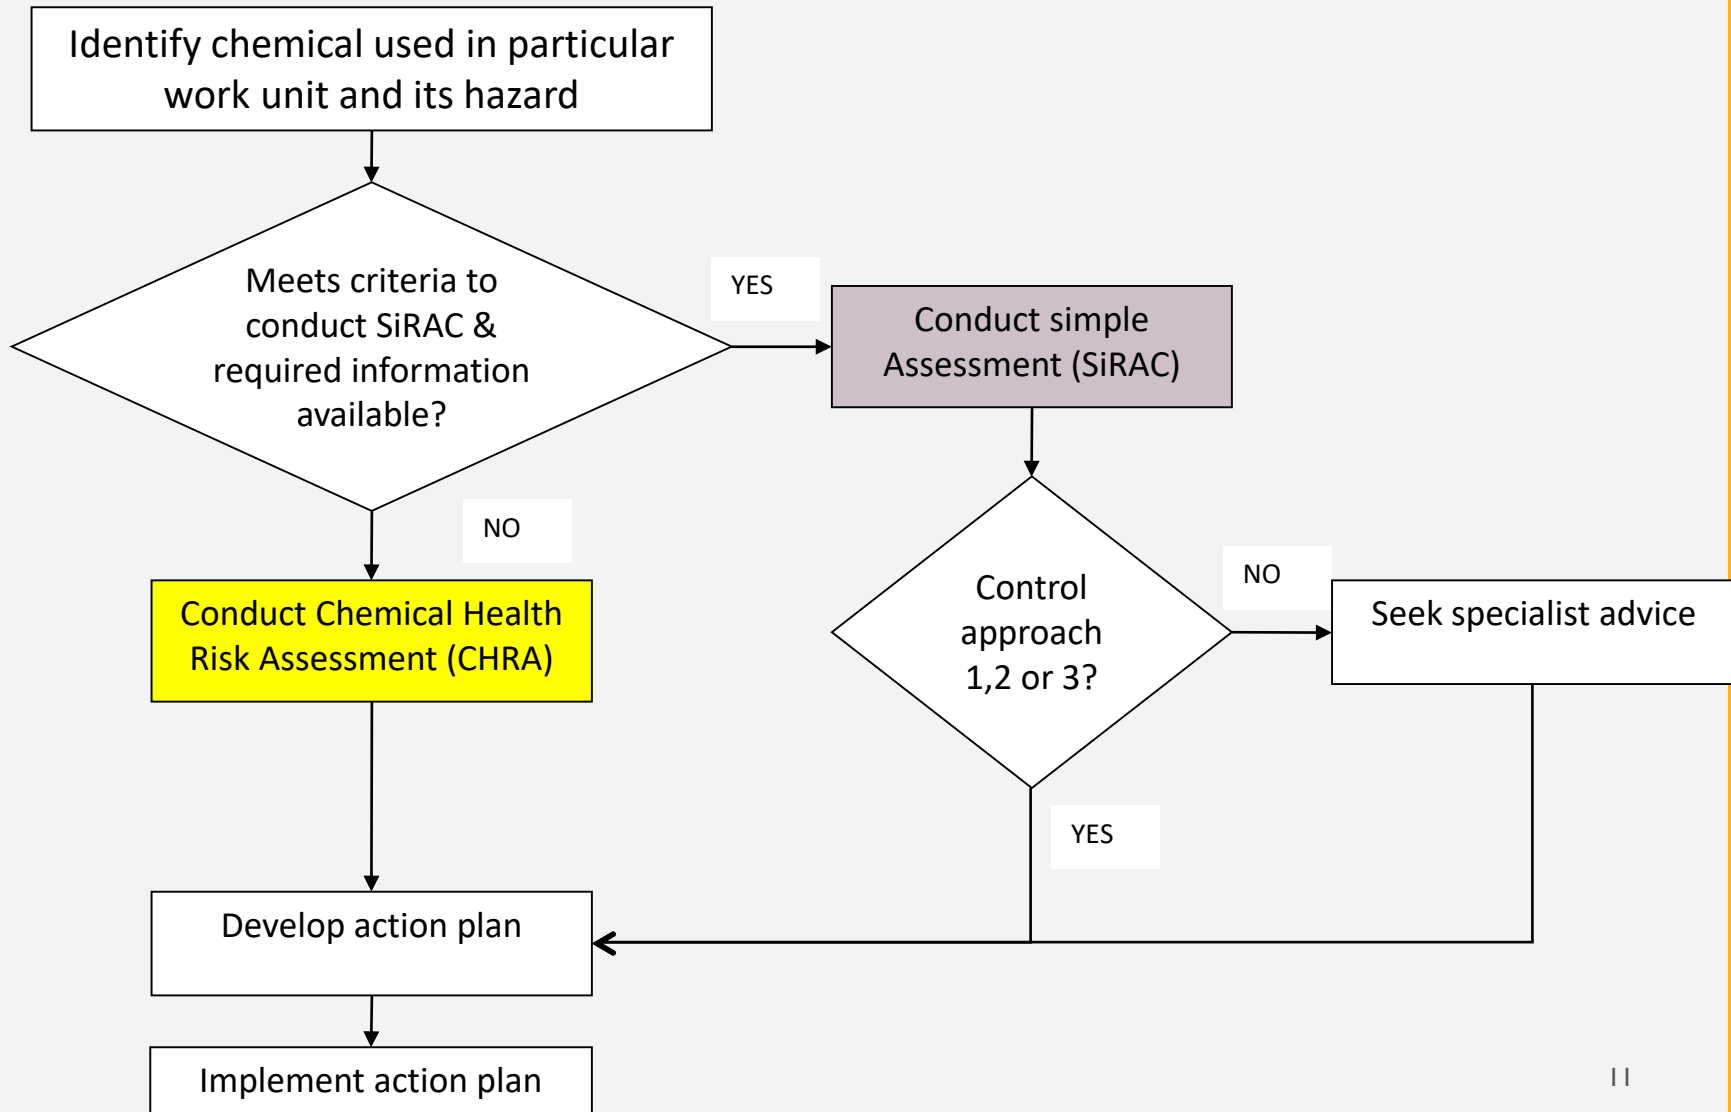 Identify chemical used in particular
work unit and its hazard
Meets criteria to
conduct SiRAC &
required information
available?
YES
Conduct simple
Assessment (SiRAC)
NO
Conduct Chemical Health
Risk Assessment (CHRA)
Control
approach
1,2 or 3?
NO
Seek specialist advice
YES
Develop action plan
Implement action plan
11